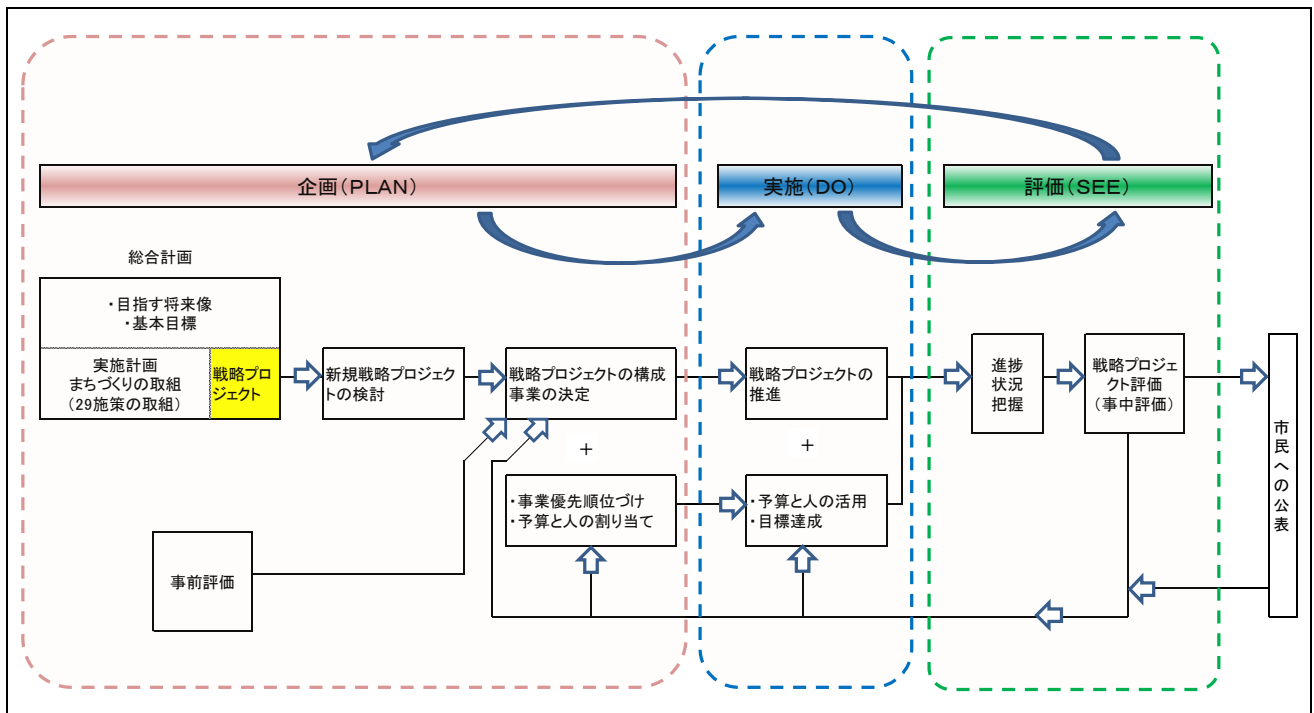 企画(PLAN)
実施(DO)
評価(SEE)
総合計画
・目指す将来像
・基本目標
実施計画
まちづくりの取組
(29施策の取組)
戦略プロ
ジェクト
新規戦略プロジェク
トの検討
戦略プロジェクトの構成
事業の決定
+
・事業優先順位づけ
・予算と人の割り当て
事前評価
戦略プロジェクトの
推進
+
・予算と人の活用
・目標達成
進捗
状況
把握
戦略プロジェ
クト評価
(事中評価)
市民への公表